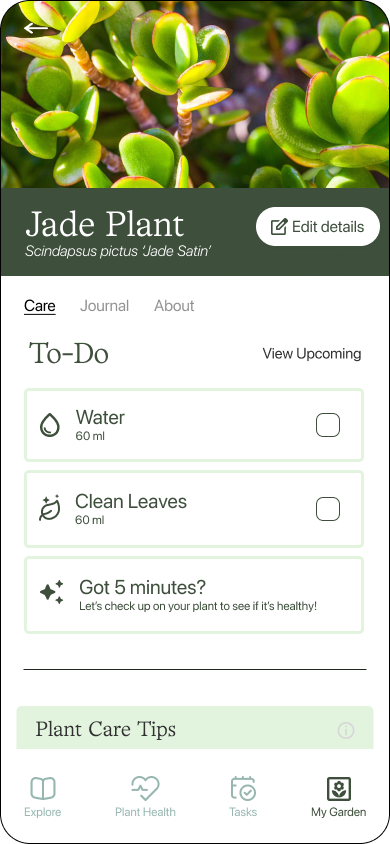 Jade Plant
Edit details
Scindapsus pictus ‘Jade Satin’
Care Journal About
To-Do
View Upcoming
Water
60 ml
Clean Leaves
60 ml
Got 5 minutes?
Let’s check up on your plant to see if it’s healthy!
Plant Care Tips
Explore Plant Health Tasks My Garden